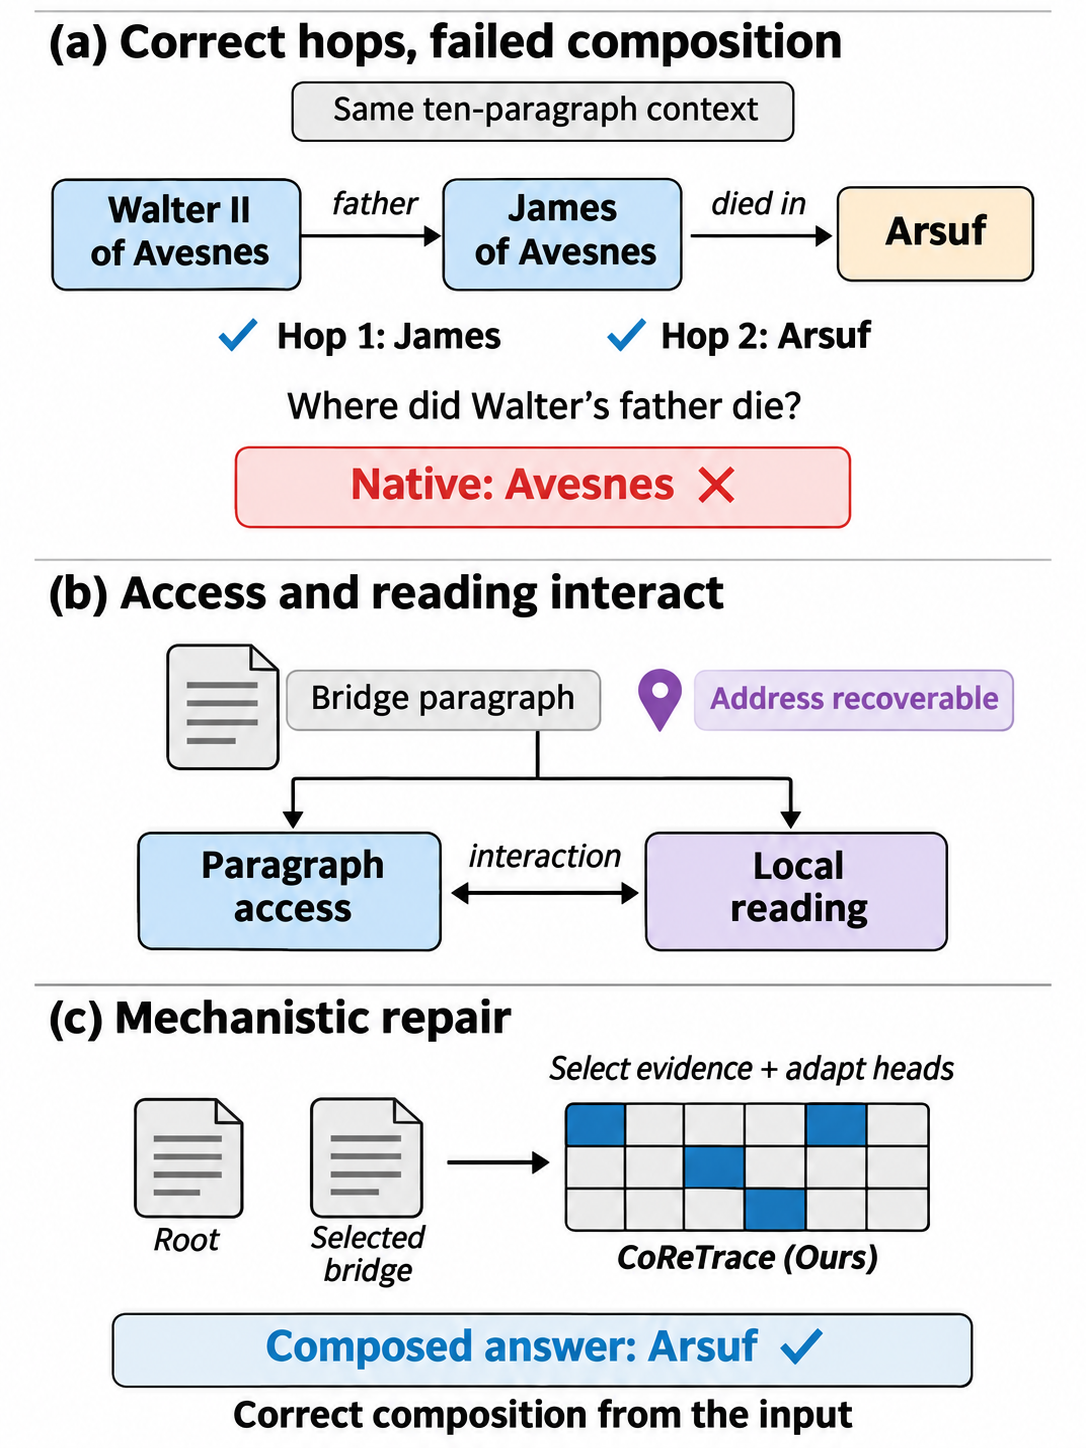 (a) Correct hops, failed composition
Same ten-paragraph context
Walter II
of Avesnes
father
James
of Avesnes
died in
Arsuf
Hop 1: James
Hop 2: Arsuf
Where did Walter’s father die?
Native: Avesnes
(b) Access and reading interact
Bridge paragraph
Address recoverable
Paragraph
access
interaction
Local
reading
(c) Mechanistic repair
Select evidence + adapt heads
Root
Selected
bridge
CoReTrace (Ours)
Composed answer: Arsuf
Correct composition from the input